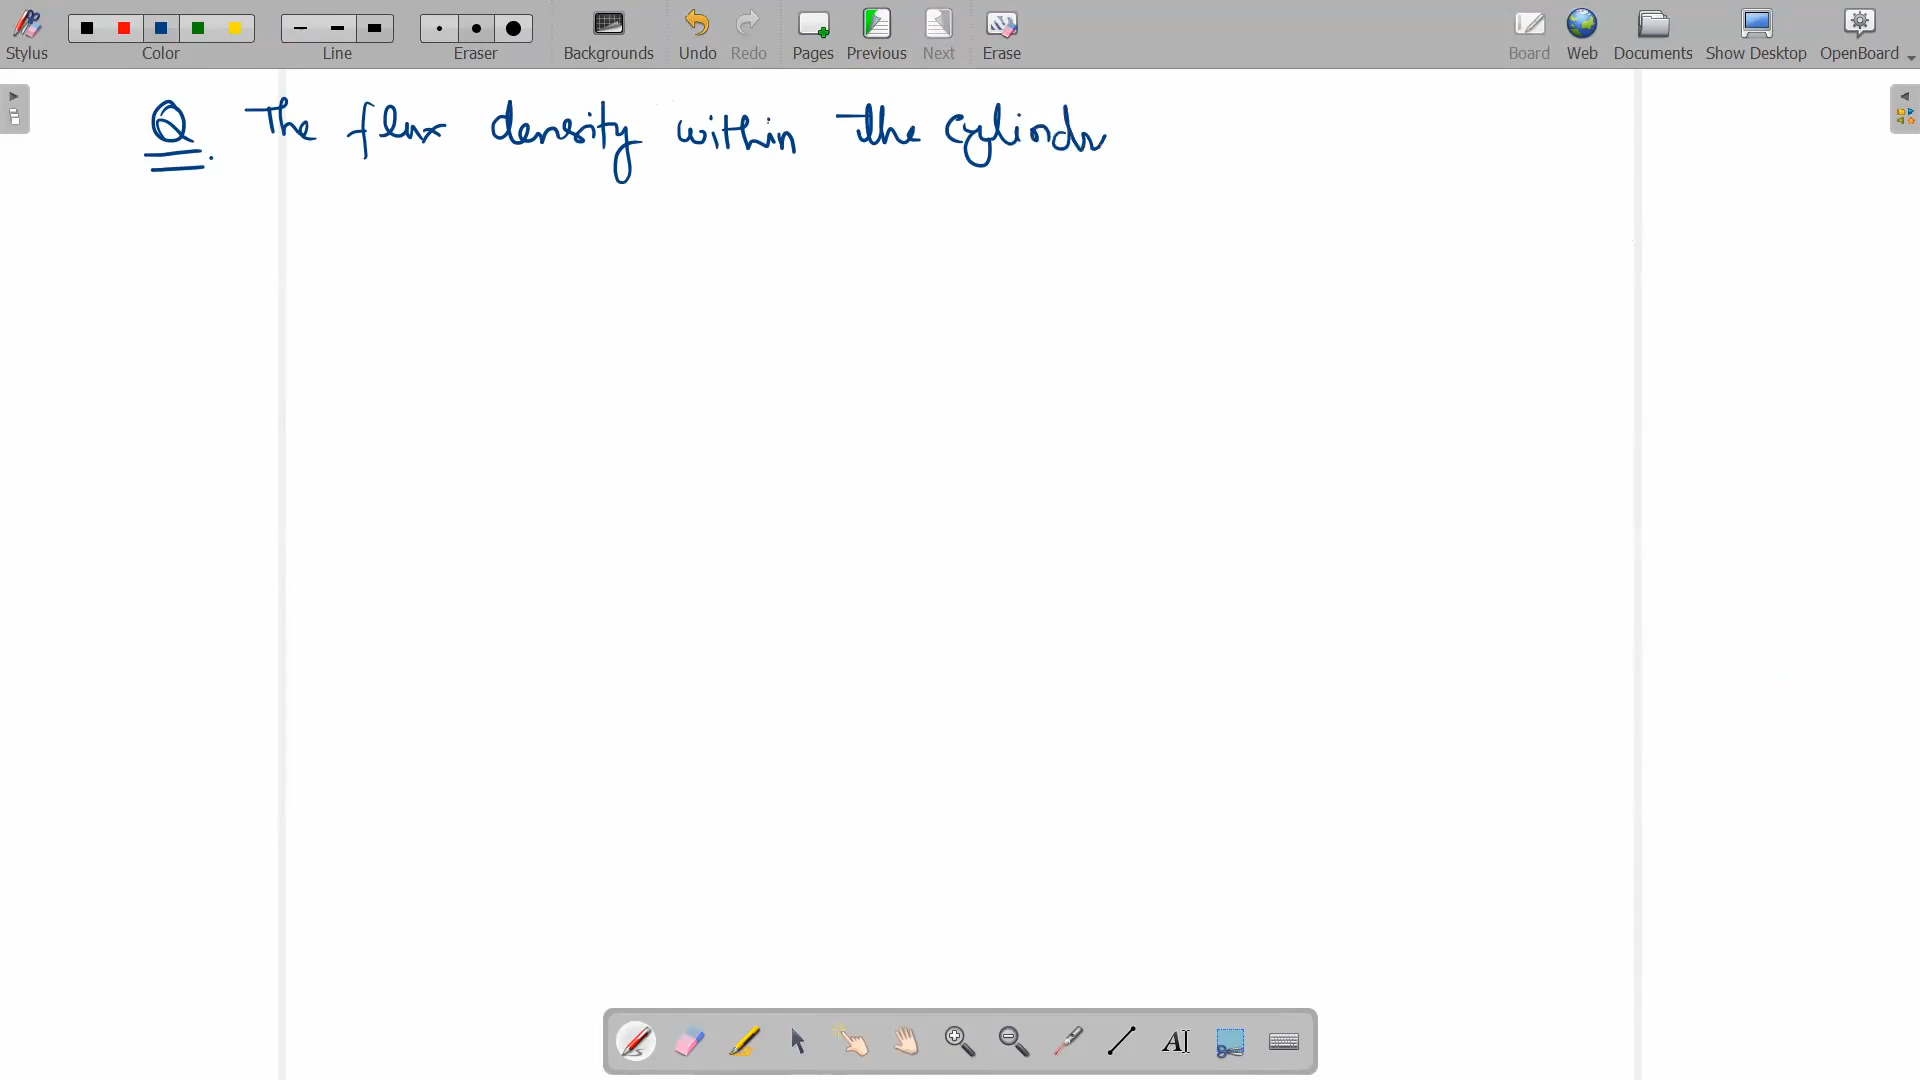 Stylus Color Line Eraser Backgrounds Undo Redo Pages Previous Next Erase Board Web Documents Show Desktop OpenBoard
Q. The flux density within the cylindr